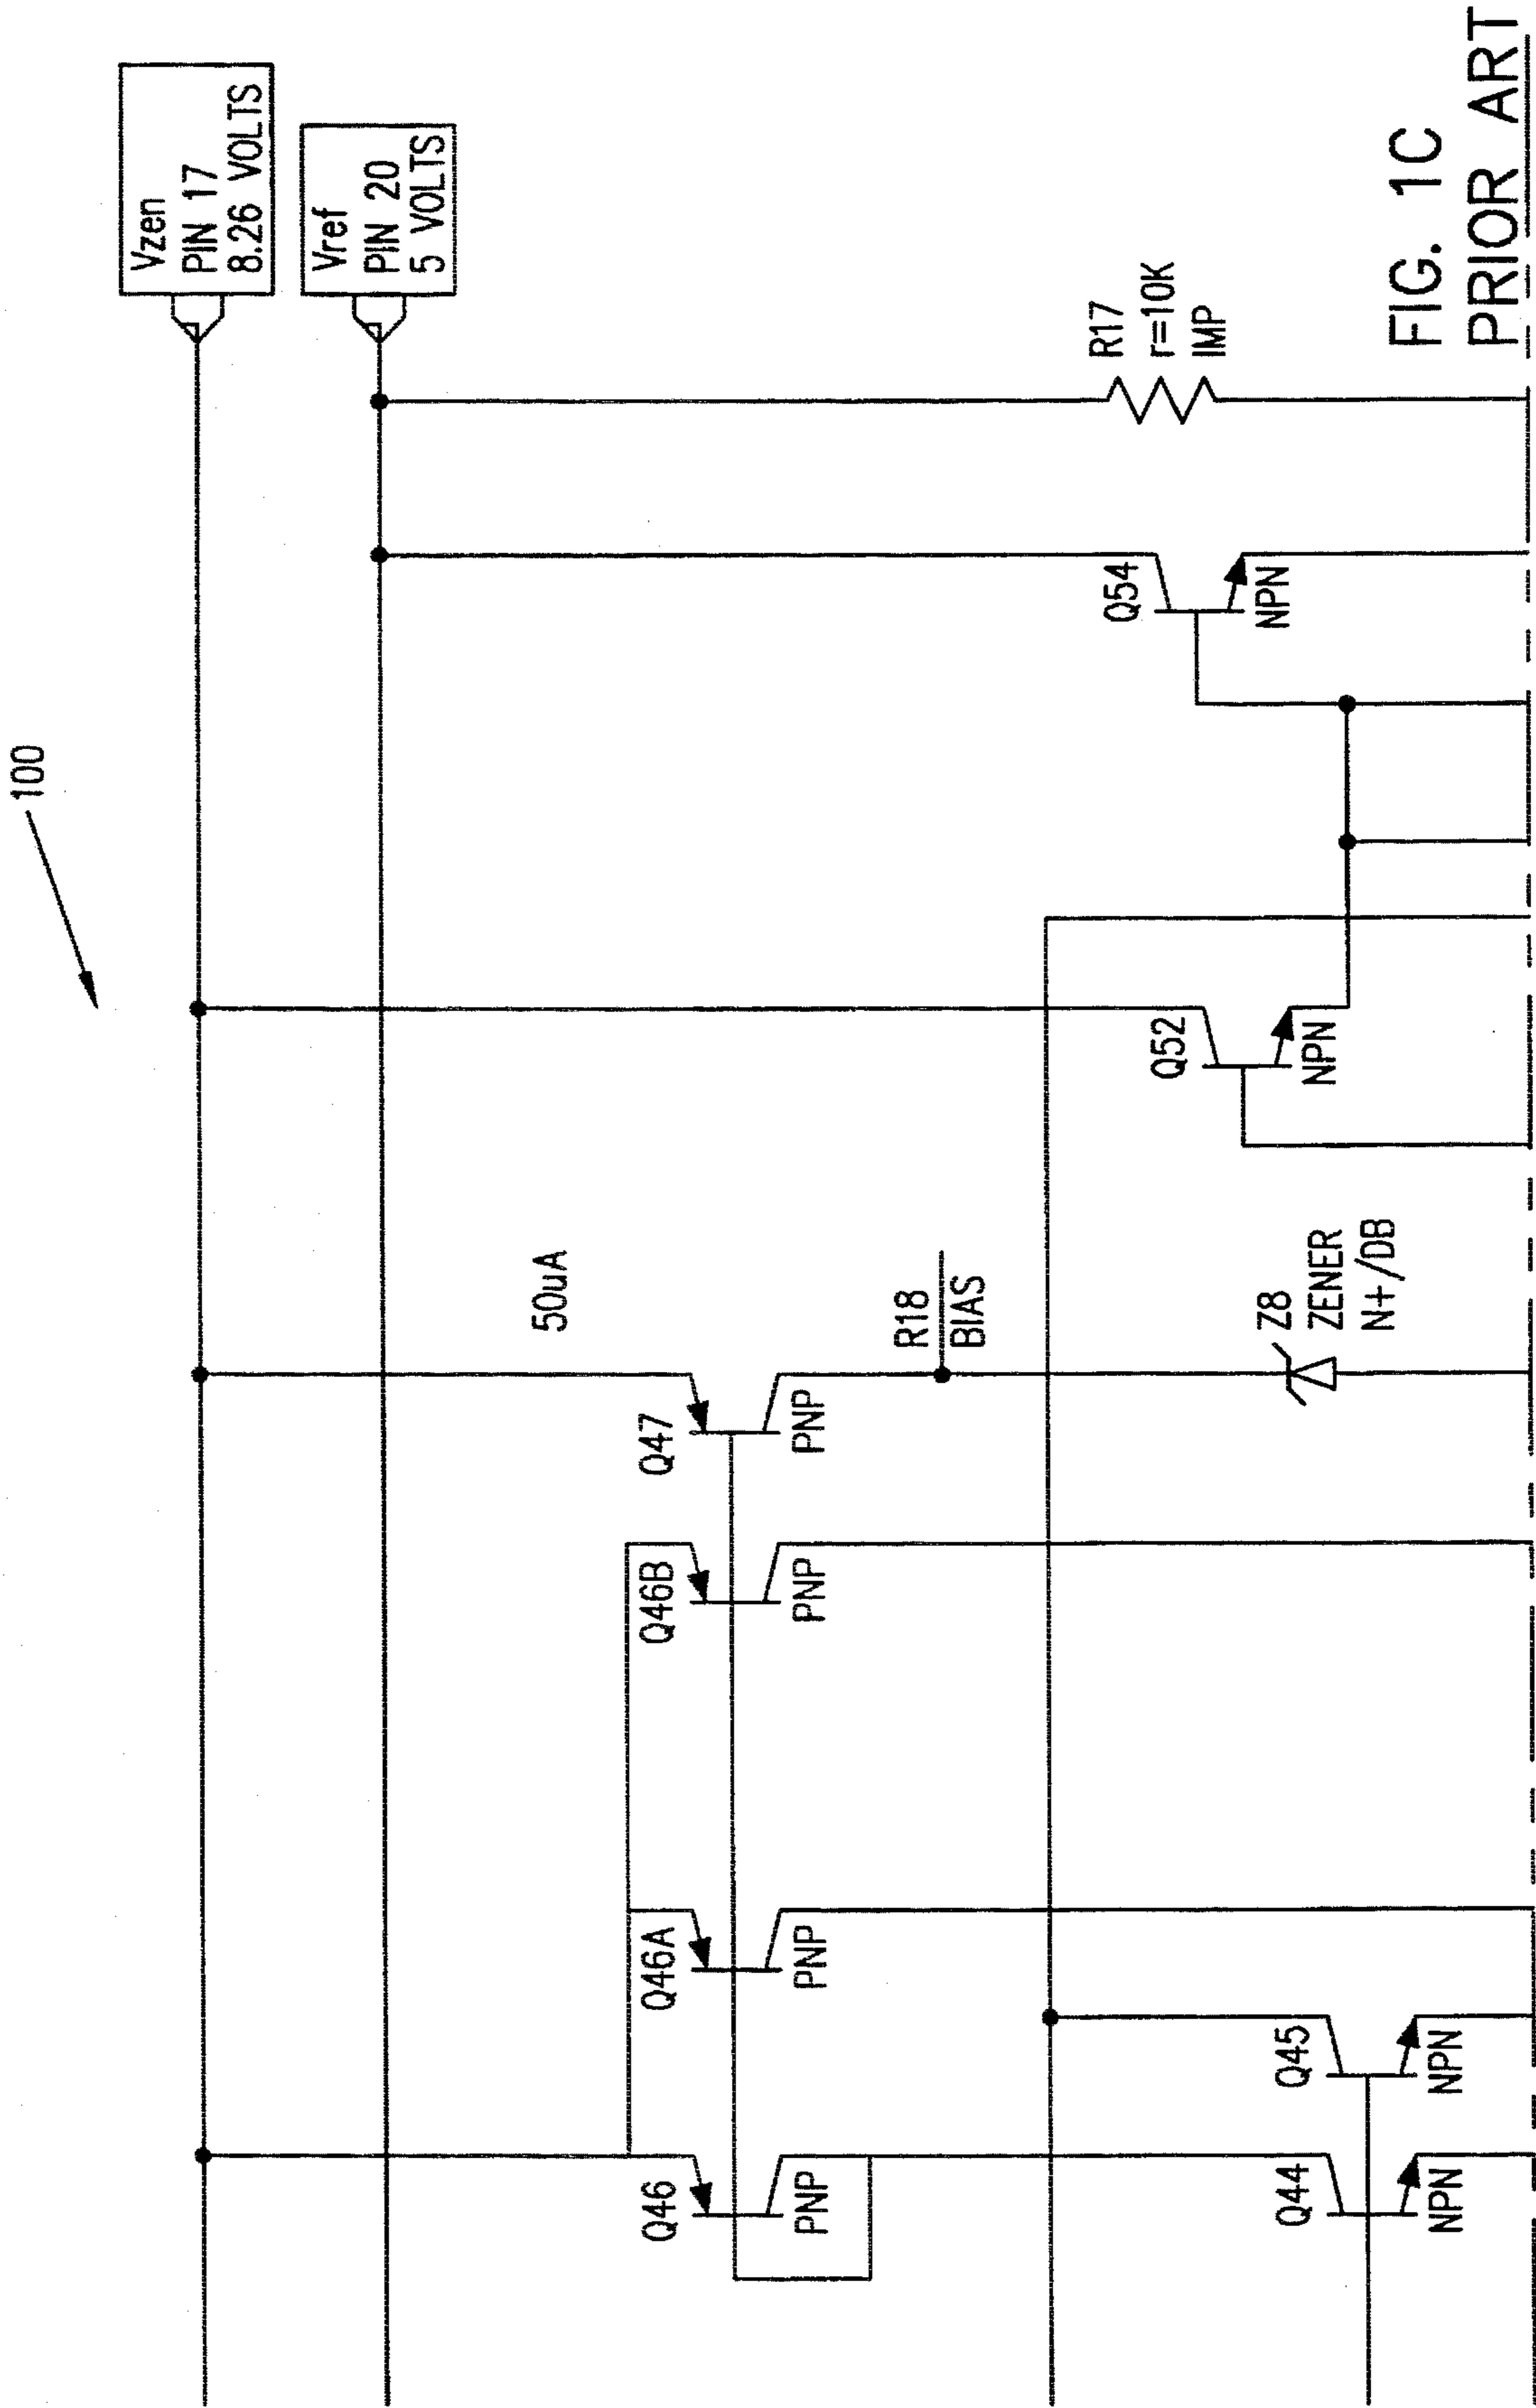 100
Vzen
PIN 17
8.26 VOLTS
Vref
PIN 20
5 VOLTS
50uA
Q46
PNP
Q46A
PNP
Q46B
PNP
Q47
PNP
R18
BIAS
Q44
NPN
Q45
NPN
Z8
ZENER
N+/DB
Q52
NPN
Q54
NPN
R17
r=10K
IMP
FIG. 1C
PRIOR ART